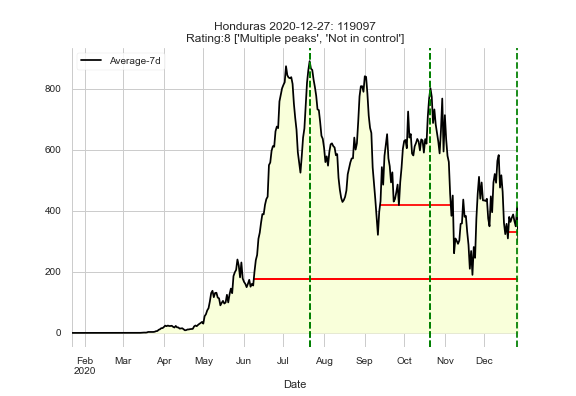 Honduras 2020-12-27: 119097
Rating:8 ['Multiple peaks', 'Not in control']
Average-7d
800
600
400
200
0
Feb Mar Apr May Jun Jul Aug Sep Oct Nov Dec
2020
Date